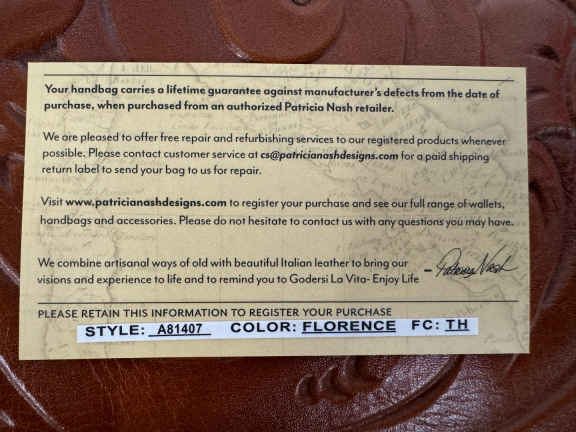 Your handbag carries a lifetime guarantee against manufacturer's defects from the date of
purchase, when purchased from an authorized Patricia Nash retailer.
We are pleased to offer free repair and refurbishing services to our registered products whenever
possible. Please contact customer service at cs@patricianashdesigns.com for a paid shipping
return label to send your bag to us for repair.
Visit www.patricianashdesigns.com to register your purchase and see our full range of wallets,
handbags and accessories. Please do not hesitate to contact us with any questions you may have.
We combine artisanal ways of old with beautiful Italian leather to bring our
visions and experience to life and to remind you to Godersi La Vita- Enjoy Life
– Patricia Nash
PLEASE RETAIN THIS INFORMATION TO REGISTER YOUR PURCHASE
STYLE: A81407 COLOR: FLORENCE FC: TH